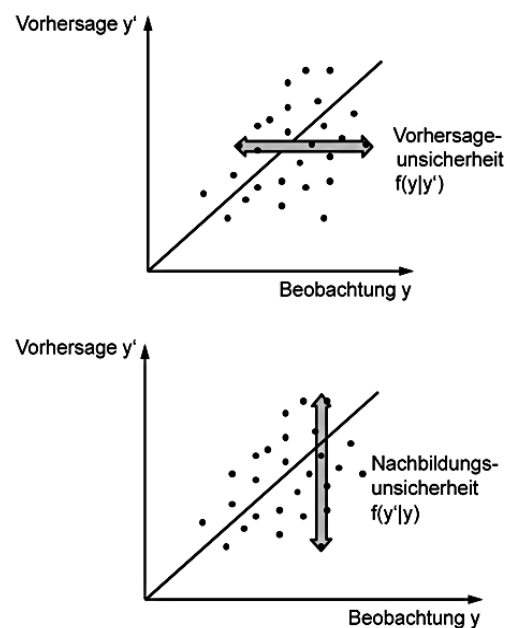 Vorhersage y‘
Vorhersage-
unsicherheit
f(y|y‘)
Beobachtung y
Vorhersage y‘
Nachbildungs-
unsicherheit
f(y‘|y)
Beobachtung y